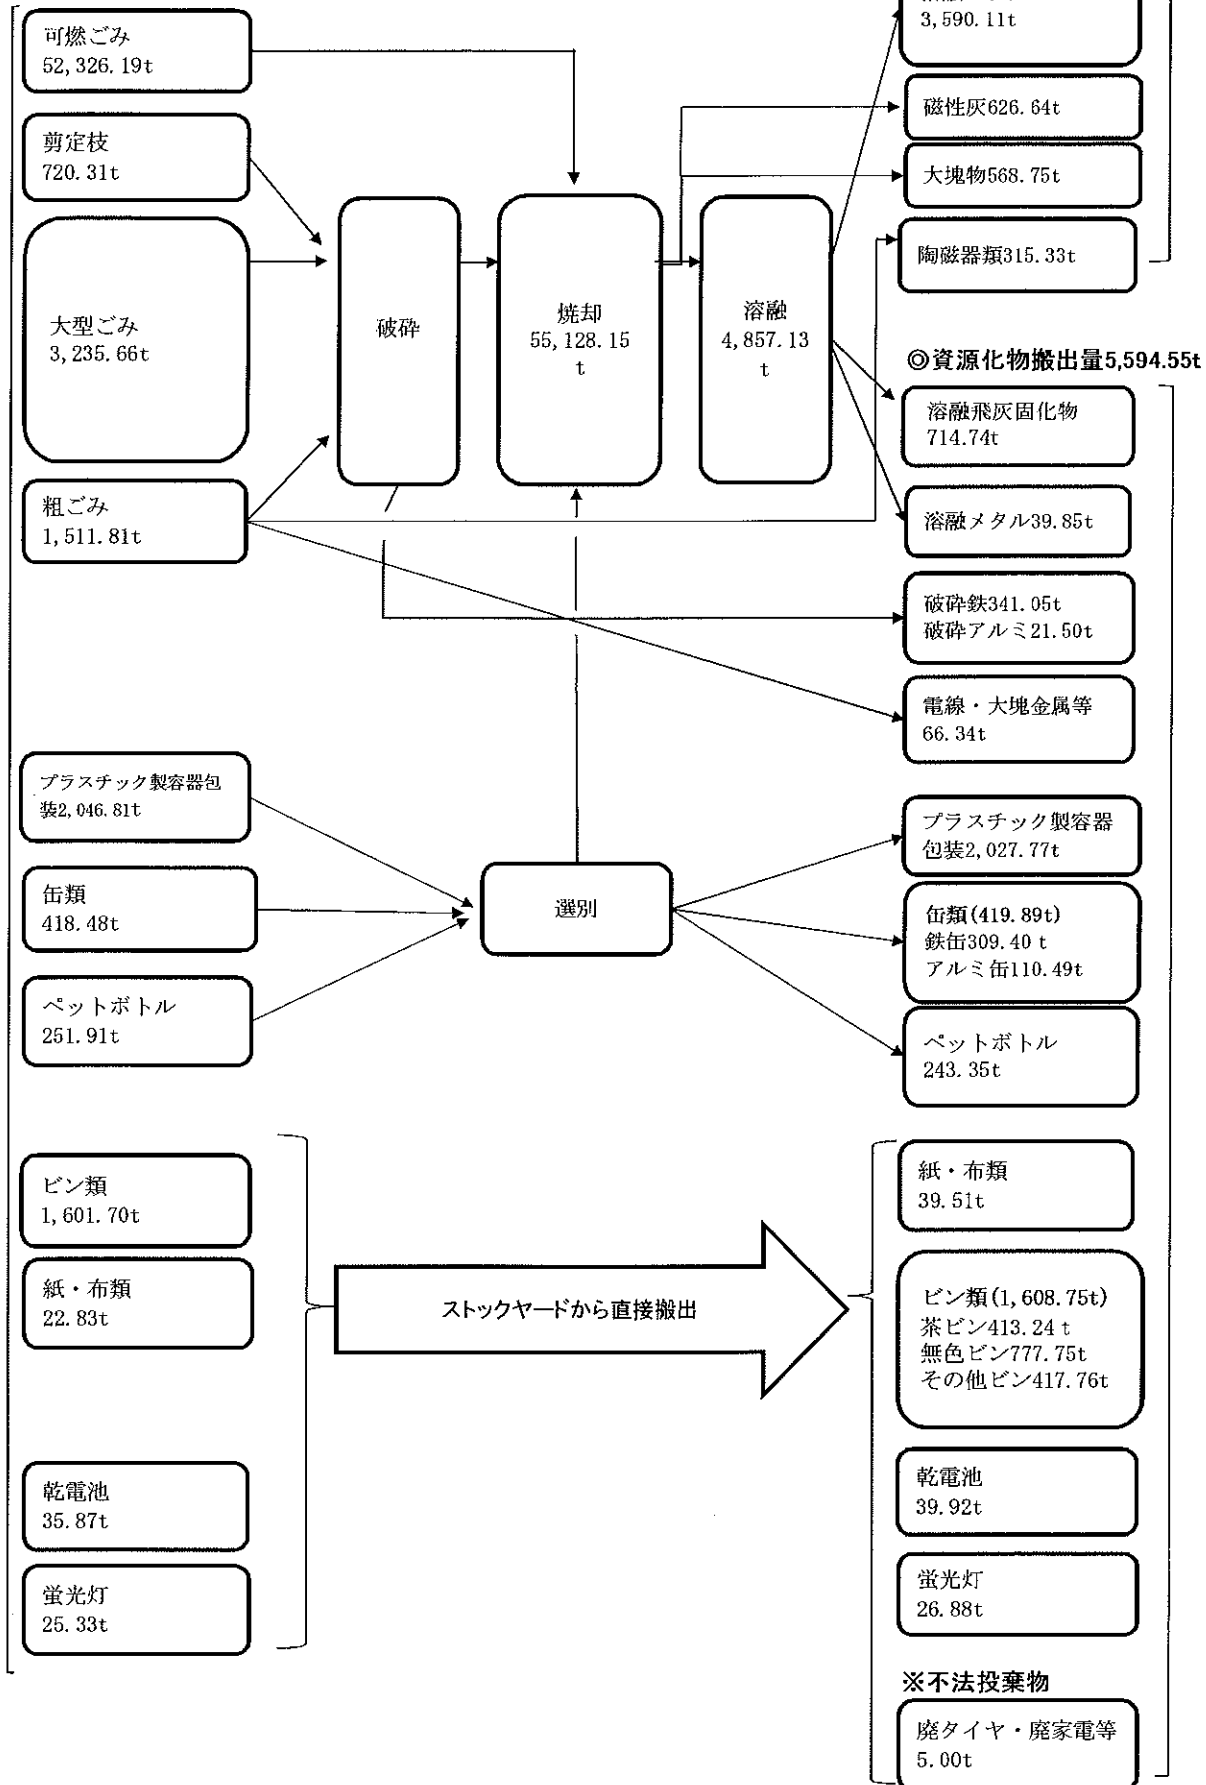 3,590.11t
可燃ごみ
52,326.19t
磁性灰626.64t
剪定枝
720.31t
大塊物568.75t
陶磁器類315.33t
大型ごみ
3,235.66t
破砕
焼却
55,128.15
t
溶融
4,857.13
t
◎資源化物搬出量5,594.55t
溶融飛灰固化物
714.74t
粗ごみ
1,511.81t
溶融メタル39.85t
破砕鉄341.05t
破砕アルミ21.50t
電線・大塊金属等
66.34t
プラスチック製容器包
装2,046.81t
プラスチック製容器
包装2,027.77t
缶類
418.48t
選別
缶類(419.89t)
鉄缶309.40 t
アルミ缶110.49t
ペットボトル
251.91t
ペットボトル
243.35t
ビン類
1,601.70t
紙・布類
39.51t
紙・布類
22.83t
ストックヤードから直接搬出
ビン類(1,608.75t)
茶ビン413.24 t
無色ビン777.75t
その他ビン417.76t
乾電池
35.87t
乾電池
39.92t
蛍光灯
25.33t
蛍光灯
26.88t
※不法投棄物
廃タイヤ・廃家電等
5.00t